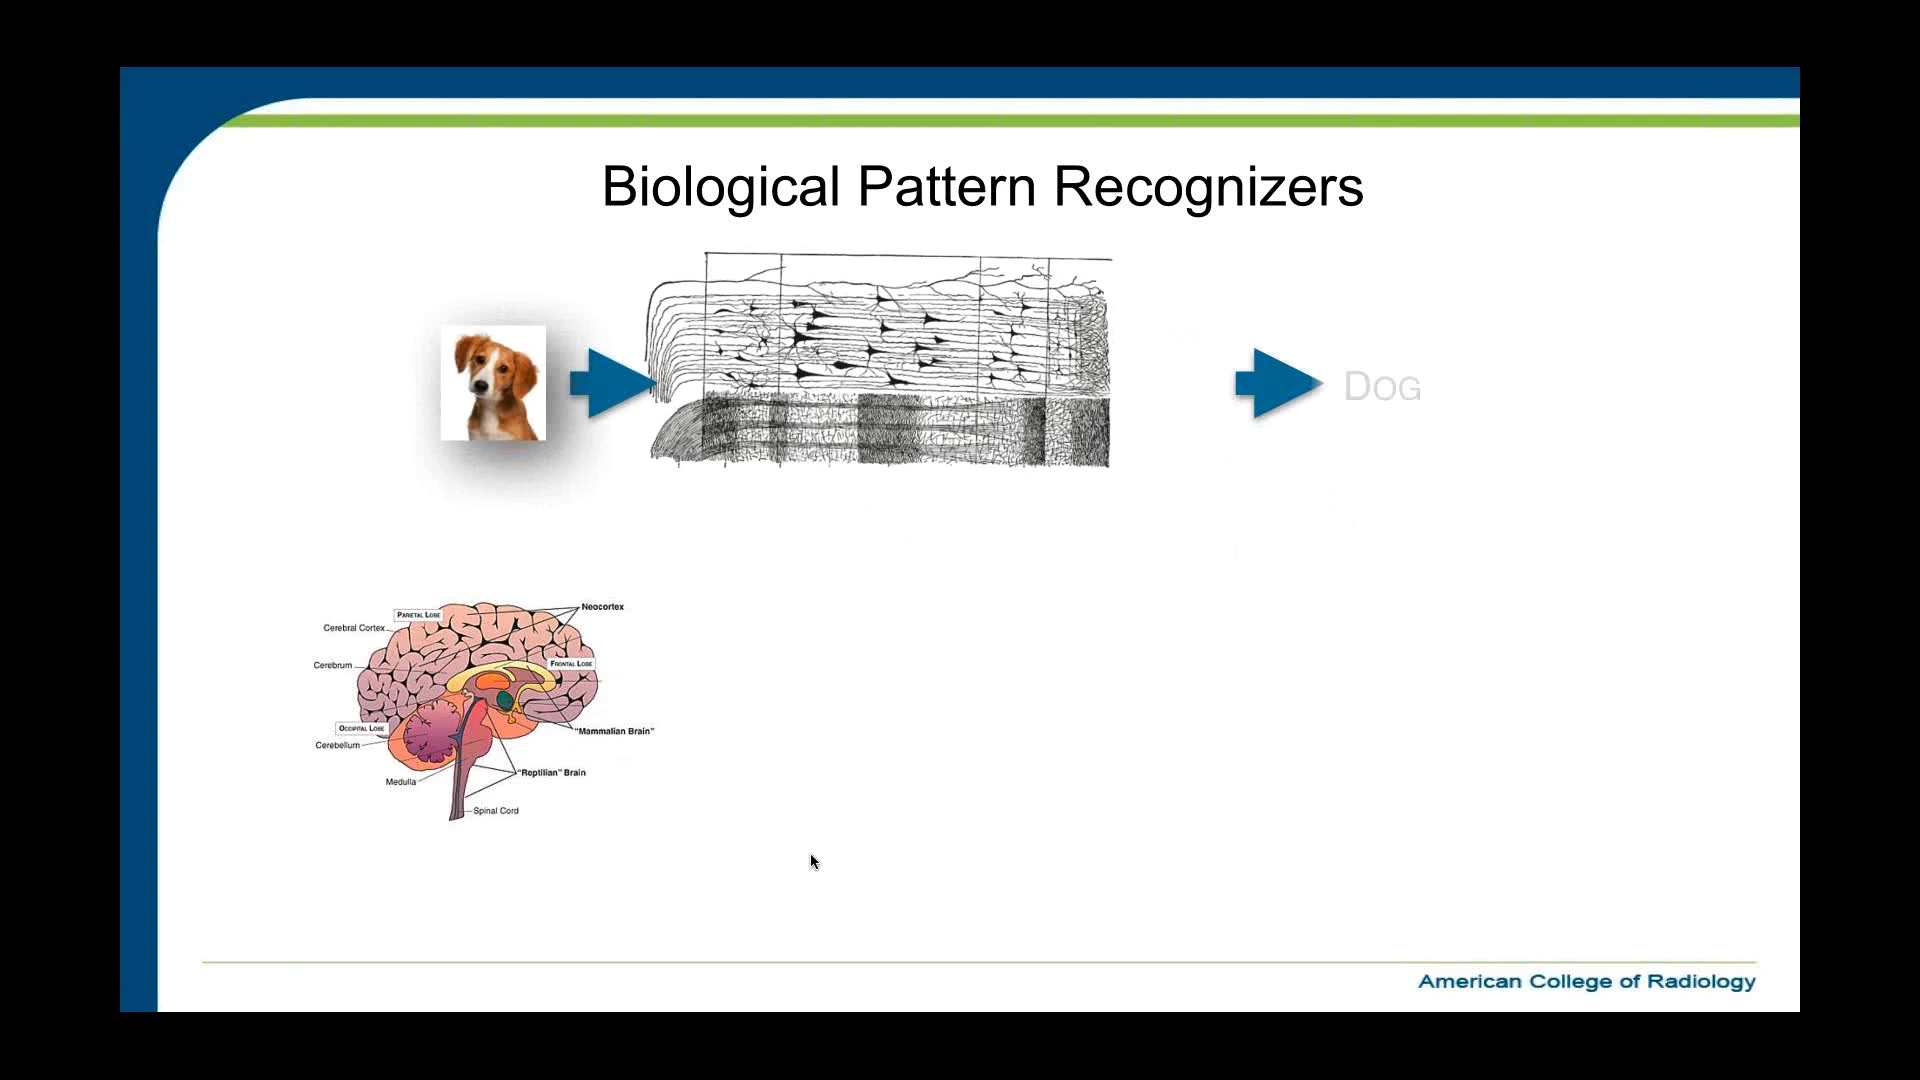 Biological Pattern Recognizers
Dog
Parietal Lobe
Neocortex
Cerebral Cortex
Cerebrum
Frontal Lobe
Occipital Lobe
"Mammalian Brain"
Cerebellum
"Reptilian" Brain
Medulla
Spinal Cord
American College of Radiology